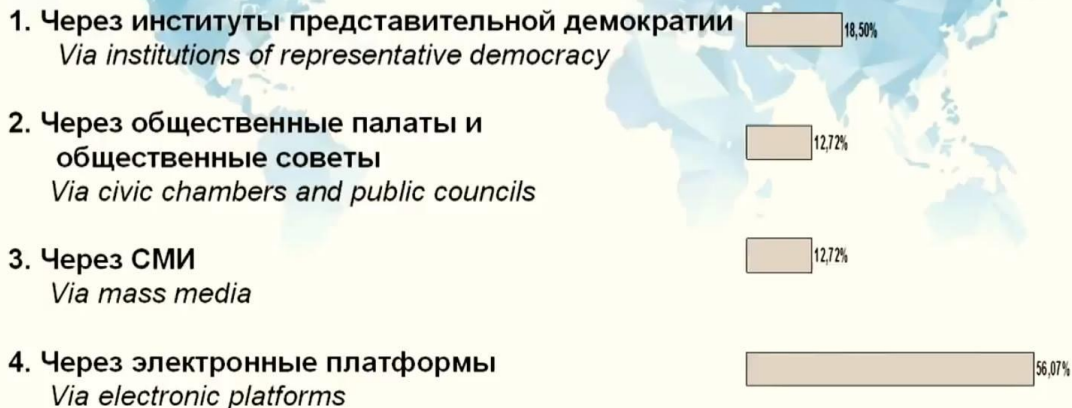 1. Через институты представительной демократии 18,50%
Via institutions of representative democracy
2. Через общественные палаты и
общественные советы 12,72%
Via civic chambers and public councils
3. Через СМИ 12,72%
Via mass media
4. Через электронные платформы 56,07%
Via electronic platforms